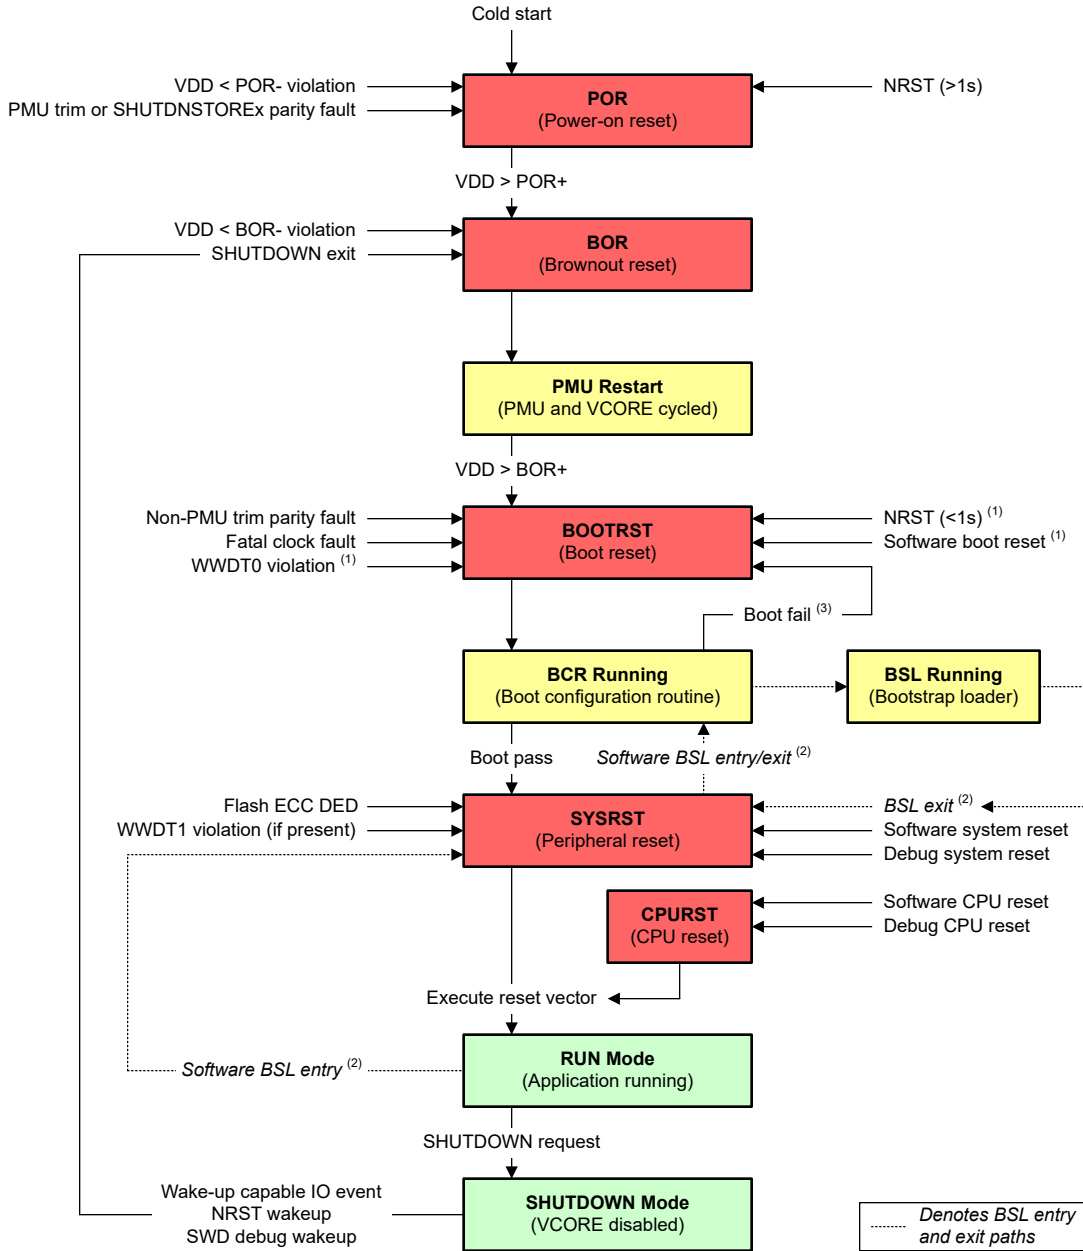 Cold start
VDD < POR- violation
PMU trim or SHUTDNSTOREx parity fault
POR
(Power-on reset)
NRST (>1s)
VDD > POR+
VDD < BOR- violation
SHUTDOWN exit
BOR
(Brownout reset)
PMU Restart
(PMU and VCORE cycled)
VDD > BOR+
Non-PMU trim parity fault
Fatal clock fault
WWDT0 violation (1)
BOOTRST
(Boot reset)
NRST (<1s) (1)
Software boot reset (1)
Boot fail (3)
BCR Running
(Boot configuration routine)
BSL Running
(Bootstrap loader)
Boot pass
Software BSL entry/exit (2)
Flash ECC DED
WWDT1 violation (if present)
SYSRST
(Peripheral reset)
BSL exit (2)
Software system reset
Debug system reset
CPURST
(CPU reset)
Software CPU reset
Debug CPU reset
Execute reset vector
Software BSL entry (2)
RUN Mode
(Application running)
SHUTDOWN request
Wake-up capable IO event
NRST wakeup
SWD debug wakeup
SHUTDOWN Mode
(VCORE disabled)
Denotes BSL entry
and exit paths